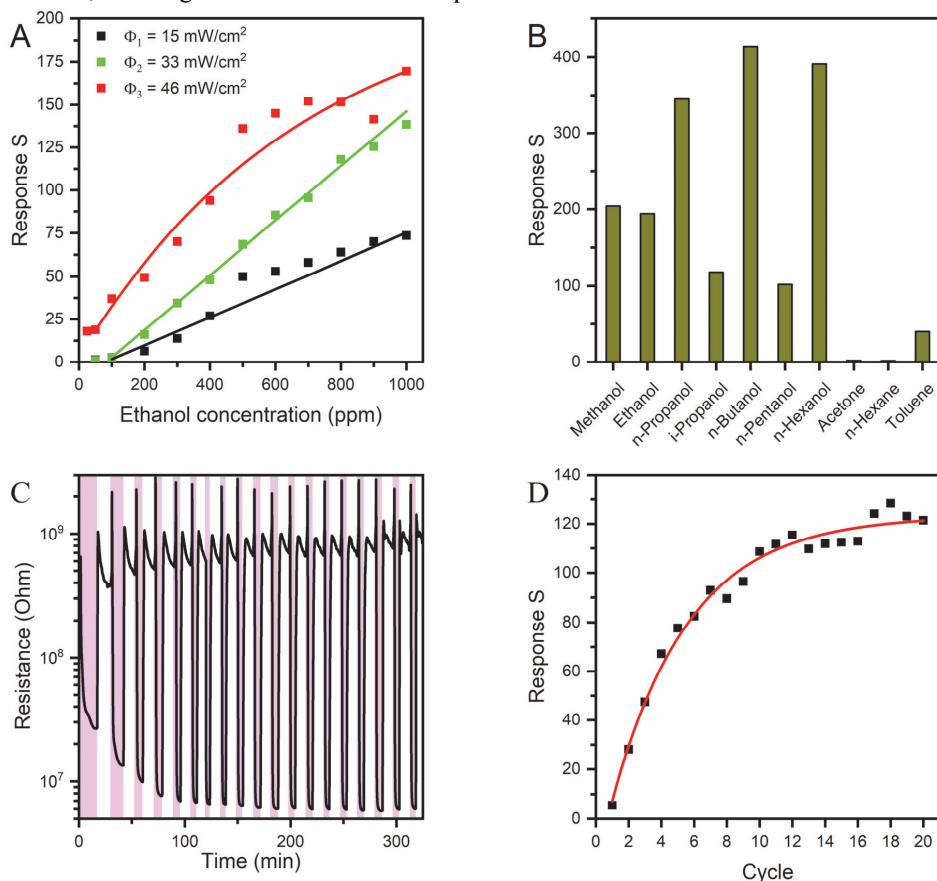 A
Φ₁ = 15 mW/cm²
Φ₂ = 33 mW/cm²
Φ₃ = 46 mW/cm²
200
175
150
125
100
75
50
25
0
Response S
0 200 400 600 800 1000
Ethanol concentration (ppm)
B
400
300
200
100
0
Response S
Methanol
Ethanol
n-Propanol
i-Propanol
n-Butanol
n-Pentanol
n-Hexanol
Acetone
n-Hexane
Toluene
C
10⁹
10⁸
10⁷
Resistance (Ohm)
0 100 200 300
Time (min)
D
140
120
100
80
60
40
20
0
Response S
0 2 4 6 8 10 12 14 16 18 20
Cycle